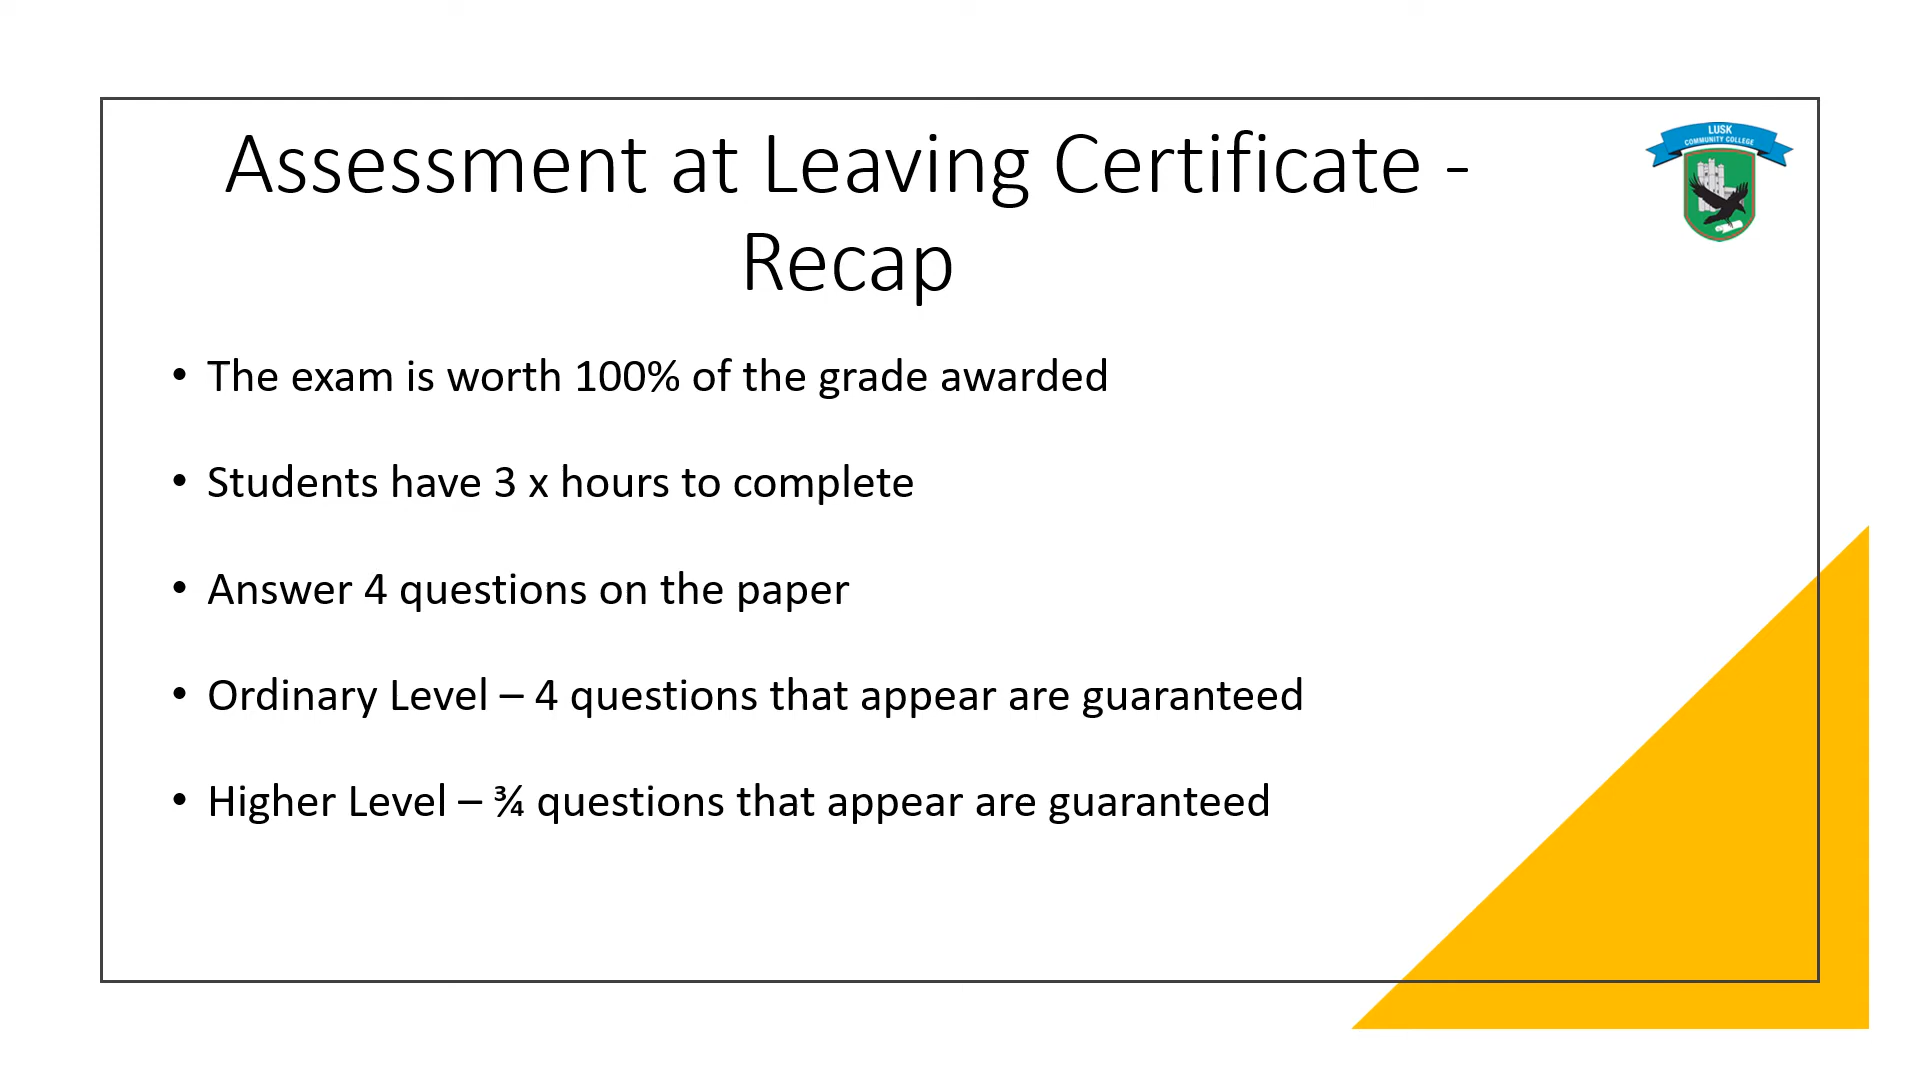 LUSK
COMMUNITY COLLEGE
Assessment at Leaving Certificate -
Recap
• The exam is worth 100% of the grade awarded
• Students have 3 x hours to complete
• Answer 4 questions on the paper
• Ordinary Level – 4 questions that appear are guaranteed
• Higher Level – ¾ questions that appear are guaranteed